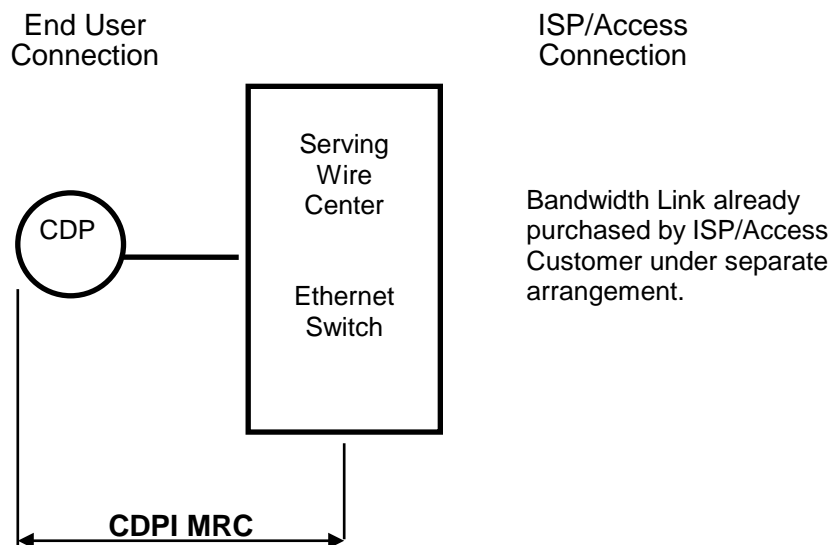 End User
Connection
ISP/Access
Connection
Serving
Wire
Center
CDP
Bandwidth Link already
purchased by ISP/Access
Customer under separate
arrangement.
Ethernet
Switch
CDPI MRC